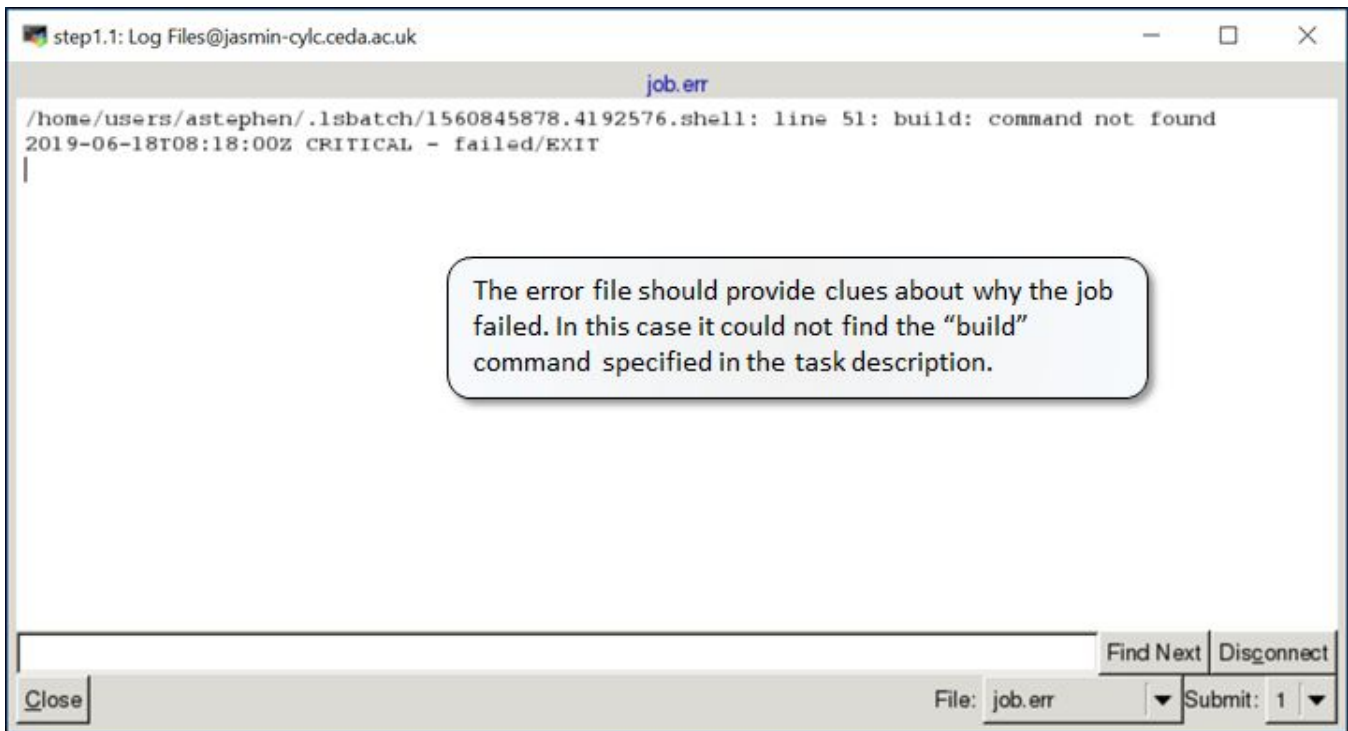 step1.1: Log Files@jasmin-cylc.ceda.ac.uk
job.err
/home/users/astephen/.lsbatch/1560845878.4192576.shell: line 51: build: command not found
2019-06-18T08:18:00Z CRITICAL - failed/EXIT
The error file should provide clues about why the job
failed. In this case it could not find the “build”
command specified in the task description.
Find Next Disconnect
Close File: job.err Submit: 1